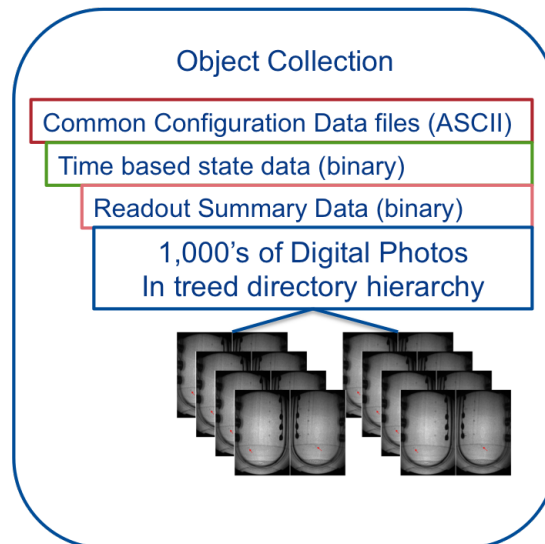 Object Collection
Common Configuration Data files (ASCII)
Time based state data (binary)
Readout Summary Data (binary)
1,000's of Digital Photos
In treed directory hierarchy